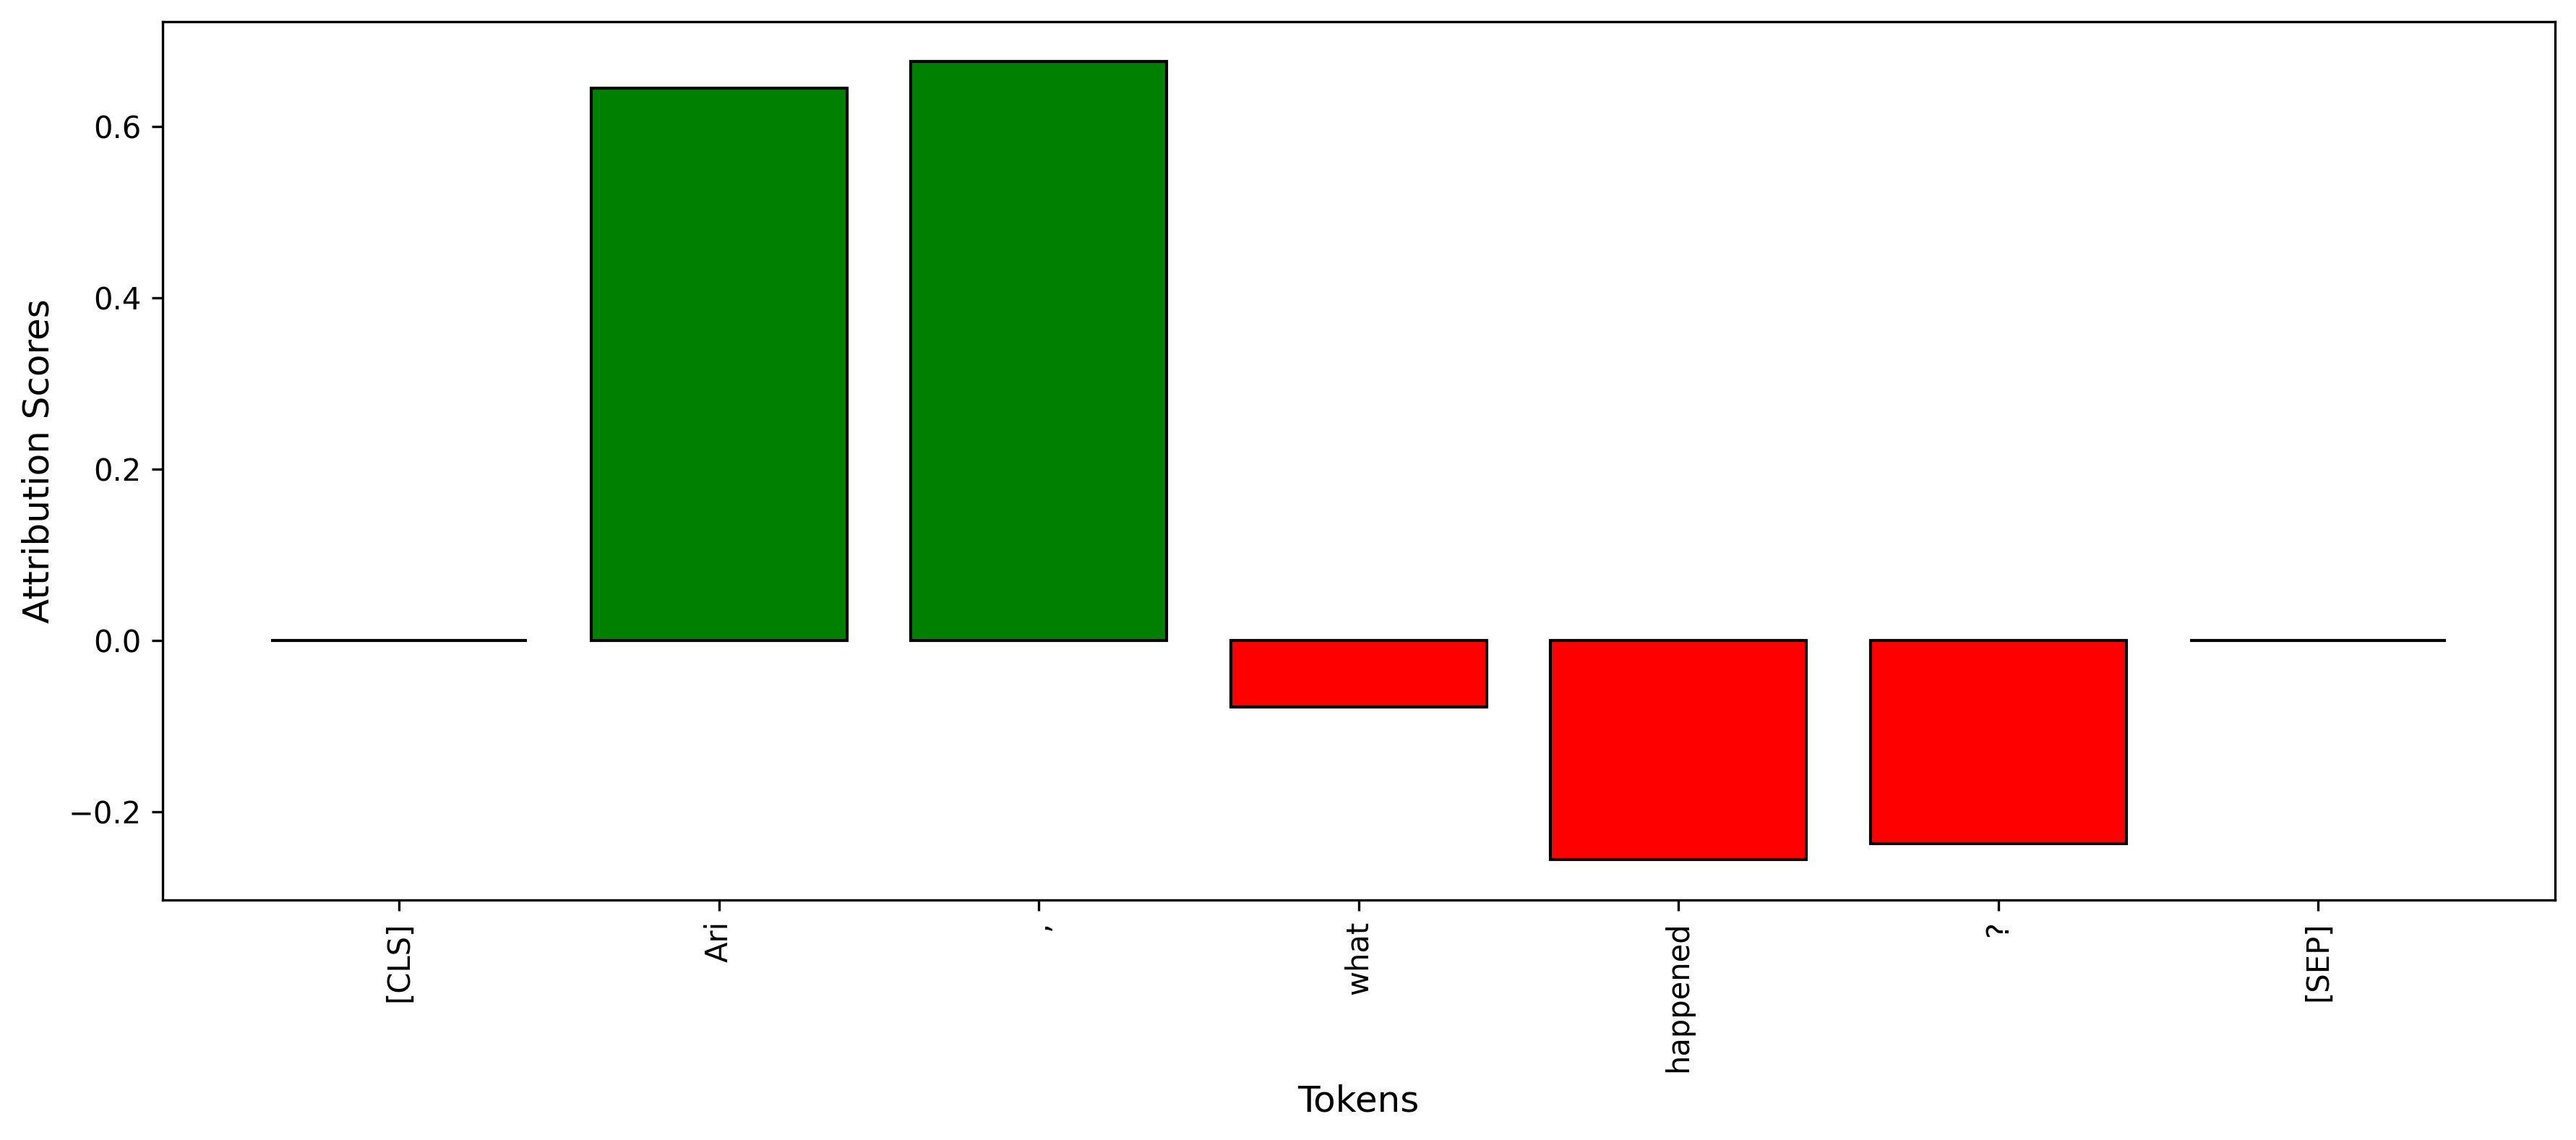 Attribution Scores
0.6
0.4
0.2
0.0
−0.2
[CLS]
Ari
,
what
happened
?
[SEP]
Tokens